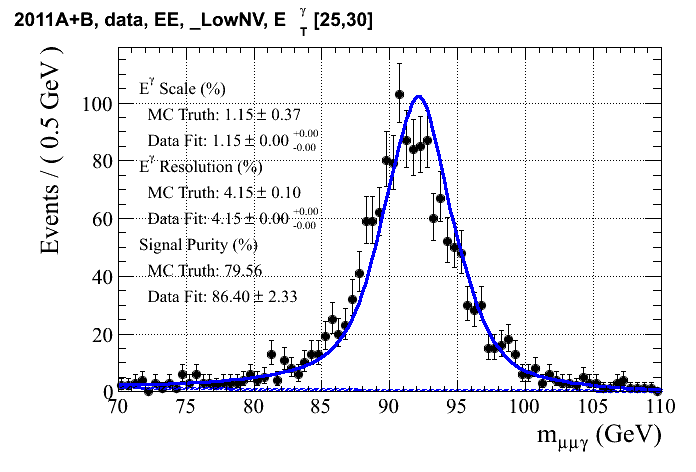 2011A+B, data, EE, _LowNV, E_T^γ [25,30]
Events / ( 0.5 GeV )
E^γ Scale (%)
MC Truth: 1.15 ± 0.37
Data Fit: 1.15 ± 0.00 +0.00 -0.00
E^γ Resolution (%)
MC Truth: 4.15 ± 0.10
Data Fit: 4.15 ± 0.00 +0.00 -0.00
Signal Purity (%)
MC Truth: 79.56
Data Fit: 86.40 ± 2.33
100
80
60
40
20
0
70 75 80 85 90 95 100 105 110
m_μμγ (GeV)